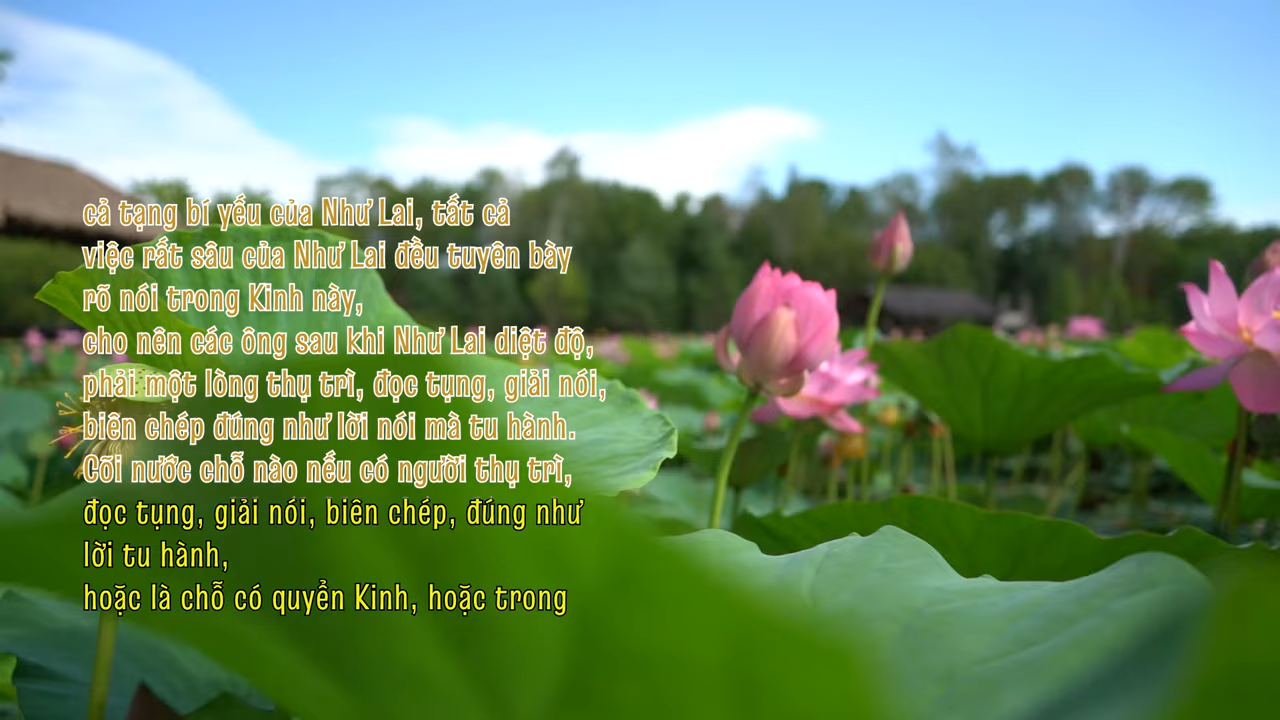 cả tạng bí yếu của Như Lai, tất cả
việc rất sâu của Như Lai đều tuyên bày
rõ nói trong Kinh này,
cho nên các ông sau khi Như Lai diệt độ,
phải một lòng thụ trì, đọc tụng, giải nói,
biên chép đúng như lời nói mà tu hành.
Cõi nước chỗ nào nếu có người thụ trì,
đọc tụng, giải nói, biên chép, đúng như
lời tu hành,
hoặc là chỗ có quyển Kinh, hoặc trong